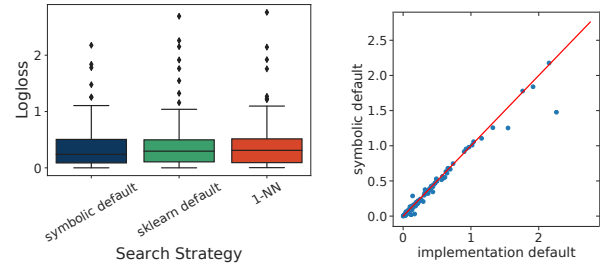 Logloss
2
1
0
symbolic default
sklearn default
1-NN
Search Strategy
symbolic default
2.5
2.0
1.5
1.0
0.5
0.0
0
1
2
implementation default